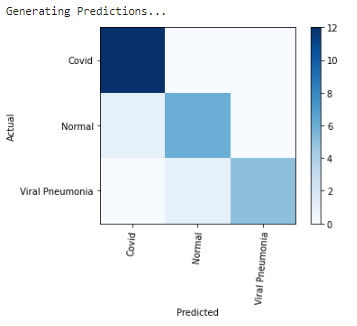 Generating Predictions...
Actual
Covid
Normal
Viral Pneumonia
Covid
Normal
Viral Pneumonia
Predicted
12
10
8
6
4
2
0